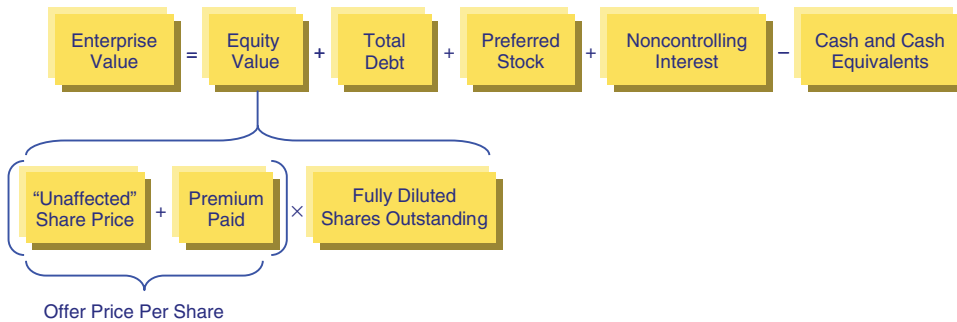 Enterprise Value = Equity Value + Total Debt + Preferred Stock + Noncontrolling Interest − Cash and Cash Equivalents
“Unaffected” Share Price + Premium Paid × Fully Diluted Shares Outstanding
Offer Price Per Share